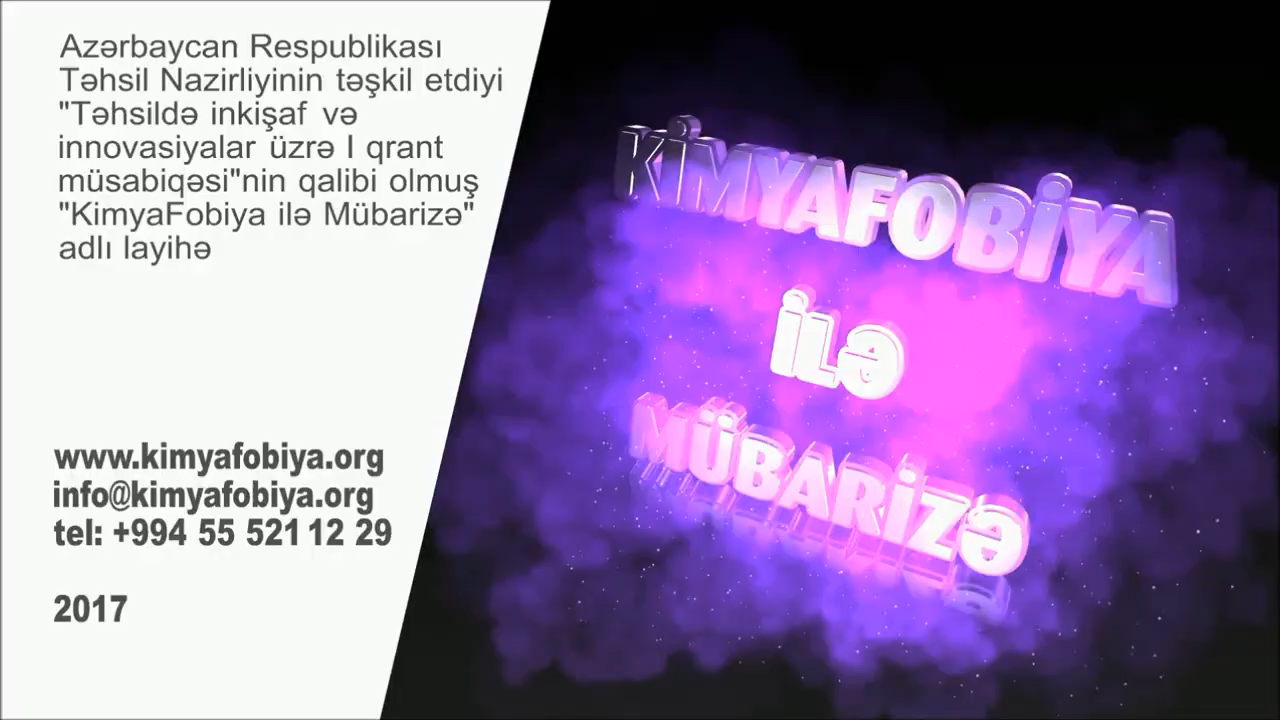 Azərbaycan Respublikası
Təhsil Nazirliyinin təşkil etdiyi
"Təhsildə inkişaf və
innovasiyalar üzrə I qrant
müsabiqəsi"nin qalibi olmuş
"KimyaFobiya ilə Mübarizə"
adlı layihə
www.kimyafobiya.org
info@kimyafobiya.org
tel: +994 55 521 12 29
2017
KİMYAFOBİYA
İLƏ
MÜBARİZƏ